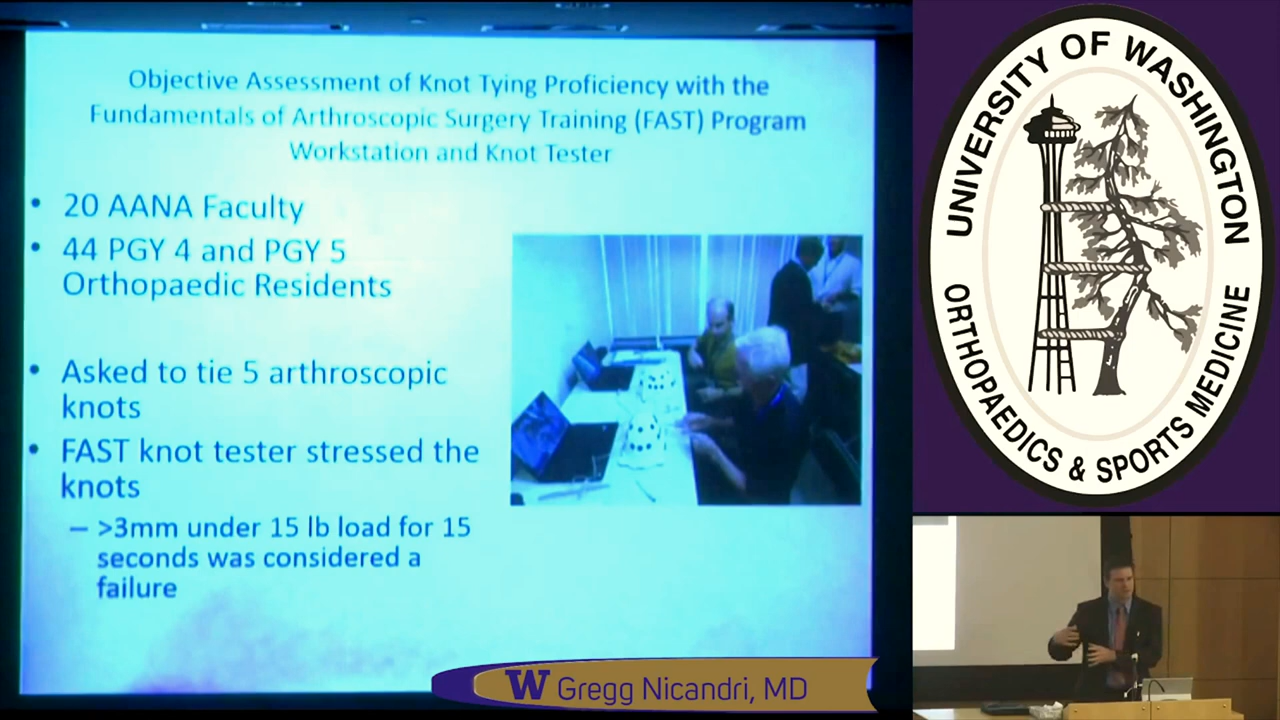 Objective Assessment of Knot Tying Proficiency with the
Fundamentals of Arthroscopic Surgery Training (FAST) Program
Workstation and Knot Tester
• 20 AANA Faculty
• 44 PGY 4 and PGY 5
Orthopaedic Residents
• Asked to tie 5 arthroscopic
knots
• FAST knot tester stressed the
knots
– >3mm under 15 lb load for 15
seconds was considered a
failure
UNIVERSITY OF WASHINGTON
ORTHOPAEDICS & SPORTS MEDICINE
W Gregg Nicandri, MD